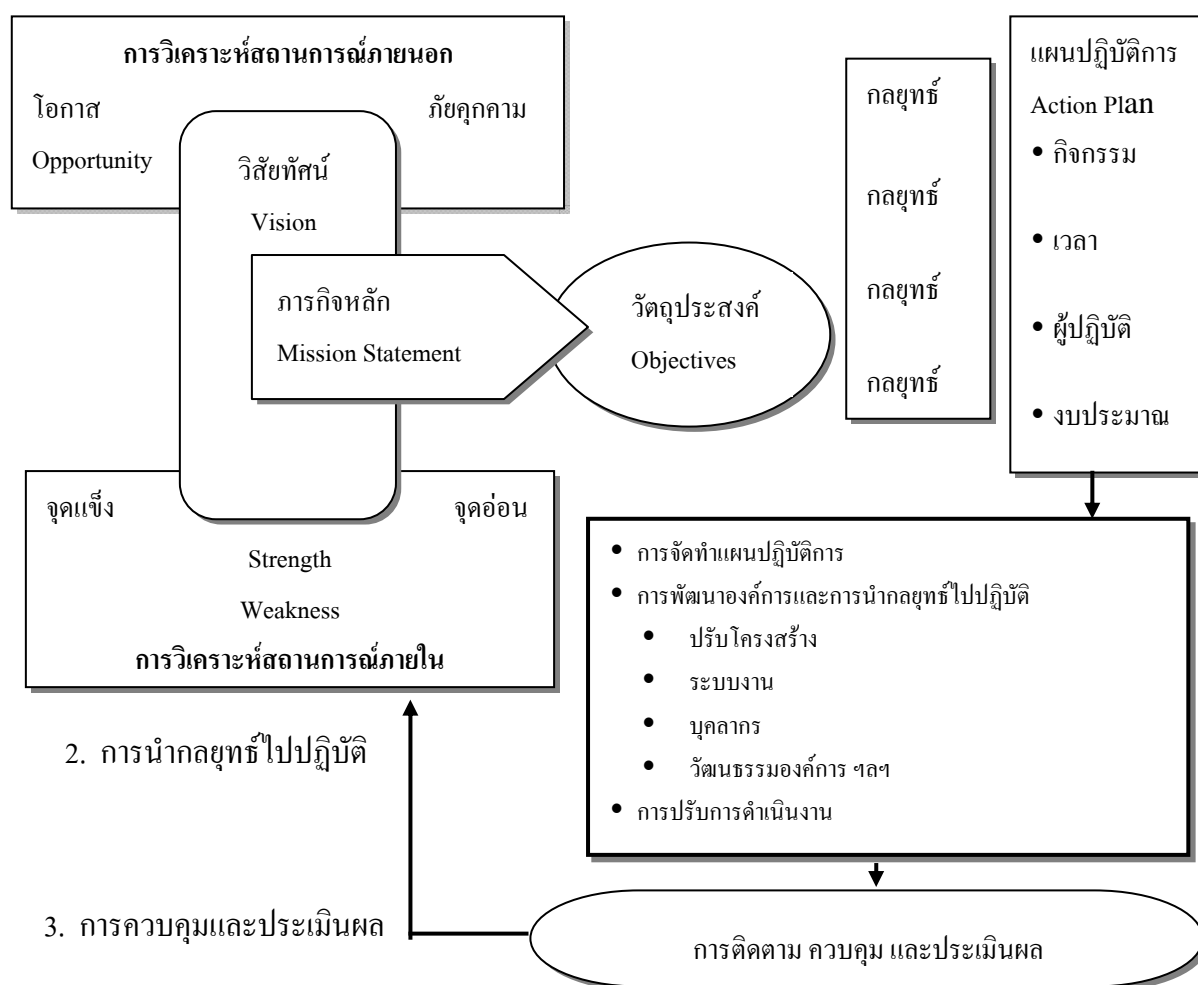 การวิเคราะห์สถานการณ์ภายนอก
โอกาส
ภัยคุกคาม
Opportunity
วิสัยทัศน์
Vision
ภารกิจหลัก
Mission Statement
วัตถุประสงค์
Objectives
กลยุทธ์
กลยุทธ์
กลยุทธ์
กลยุทธ์
แผนปฏิบัติการ
Action Plan
• กิจกรรม
• เวลา
• ผู้ปฏิบัติ
• งบประมาณ
จุดแข็ง
จุดอ่อน
Strength
Weakness
การวิเคราะห์สถานการณ์ภายใน
• การจัดทำแผนปฏิบัติการ
• การพัฒนาองค์การและการนำกลยุทธ์ไปปฏิบัติ
• ปรับโครงสร้าง
• ระบบงาน
• บุคลากร
• วัฒนธรรมองค์การ ฯลฯ
• การปรับการดำเนินงาน
2. การนำกลยุทธ์ไปปฏิบัติ
3. การควบคุมและประเมินผล
การติดตาม ควบคุม และประเมินผล